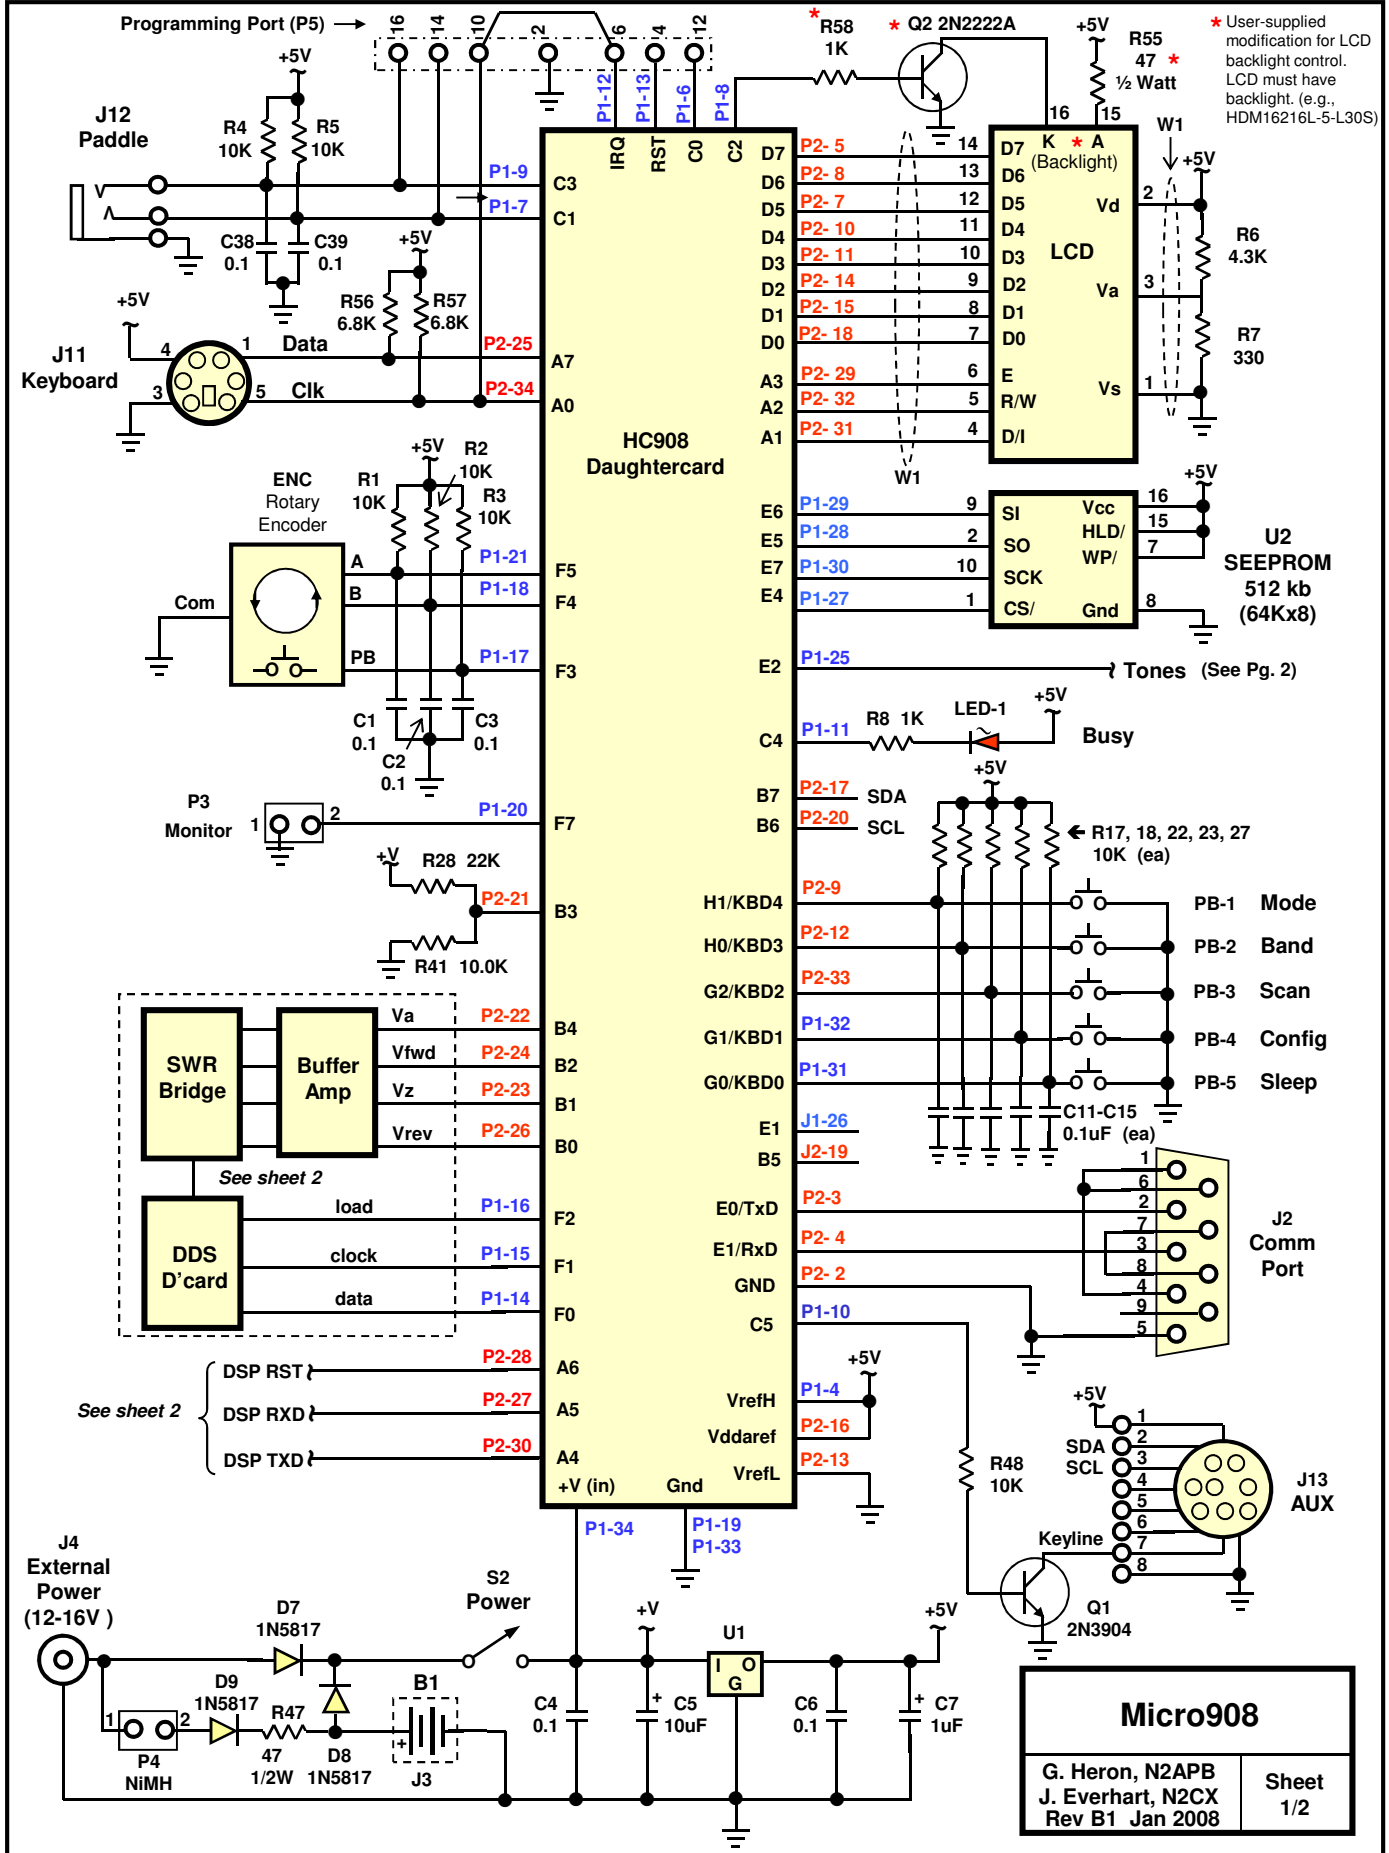 Programming Port (P5)
16
14
10
2
6
4
12
* R58
1K
* Q2 2N2222A
+5V
R55
47 *
½ Watt
* User-supplied
modification for LCD
backlight control.
LCD must have
backlight. (e.g.,
HDM16216L-5-L30S)
+5V
J12
Paddle
R4
10K
R5
10K
P1-12
P1-13
P1-6
P1-8
IRQ
RST
C0
C2
16
15
K * A
(Backlight)
W1
+5V
P1-9
C3
P1-7
C1
C38
0.1
C39
0.1
+5V
D7 P2- 5 14 D7
D6 P2- 8 13 D6
D5 P2- 7 12 D5
D4 P2- 10 11 D4
D3 P2- 11 10 D3
D2 P2- 14 9 D2
D1 P2- 15 8 D1
D0 P2- 18 7 D0
A3 P2- 29 6 E
A2 P2- 32 5 R/W
A1 P2- 31 4 D/I
LCD
Vd 2
Va 3
Vs 1
R6
4.3K
R7
330
W1
+5V
R56
6.8K
R57
6.8K
J11
Keyboard
4
1
Data
P2-25
A7
3
5
Clk
P2-34
A0
HC908
Daughtercard
ENC
Rotary
Encoder
+5V
R1
10K
R2
10K
R3
10K
Com
A
P1-21
F5
B
P1-18
F4
PB
P1-17
F3
C1
0.1
C2
0.1
C3
0.1
+5V
E6 P1-29 9 SI
E5 P1-28 2 SO
E7 P1-30 10 SCK
E4 P1-27 1 CS/
Vcc 16
HLD/ 15
WP/ 7
Gnd 8
U2
SEEPROM
512 kb
(64Kx8)
E2 P1-25 Tones (See Pg. 2)
C4 P1-11 R8 1K LED-1 +5V Busy
P3
Monitor
1
2
P1-20
F7
+V
R28 22K
P2-21
B3
R41 10.0K
B7 P2-17 SDA
B6 P2-20 SCL
+5V
R17, 18, 22, 23, 27
10K (ea)
H1/KBD4 P2-9 PB-1 Mode
H0/KBD3 P2-12 PB-2 Band
G2/KBD2 P2-33 PB-3 Scan
G1/KBD1 P1-32 PB-4 Config
G0/KBD0 P1-31 PB-5 Sleep
C11-C15
0.1uF (ea)
E1 J1-26
B5 J2-19
SWR
Bridge
Buffer
Amp
Va P2-22 B4
Vfwd P2-24 B2
Vz P2-23 B1
Vrev P2-26 B0
See sheet 2
DDS
D'card
load P1-16 F2
clock P1-15 F1
data P1-14 F0
E0/TxD P2-3
E1/RxD P2- 4
GND P2- 2
C5 P1-10
1
6
2
7
3
8
4
9
5
J2
Comm
Port
See sheet 2
DSP RST P2-28 A6
DSP RXD P2-27 A5
DSP TXD P2-30 A4
+5V
VrefH P1-4
Vddaref P2-16
VrefL P2-13
+V (in)
Gnd
P1-34
P1-19
P1-33
R48
10K
+5V
1
SDA 2
SCL 3
4
5
6
Keyline 7
8
J13
AUX
Q1
2N3904
J4
External
Power
(12-16V )
D7
1N5817
S2
Power
+V
U1
I O
G
+5V
D9
1N5817
R47
47
1/2W
1
2
P4
NiMH
D8
1N5817
B1
+
J3
C4
0.1
+
C5
10uF
C6
0.1
+
C7
1uF
Micro908
G. Heron, N2APB
J. Everhart, N2CX
Rev B1 Jan 2008
Sheet
1/2